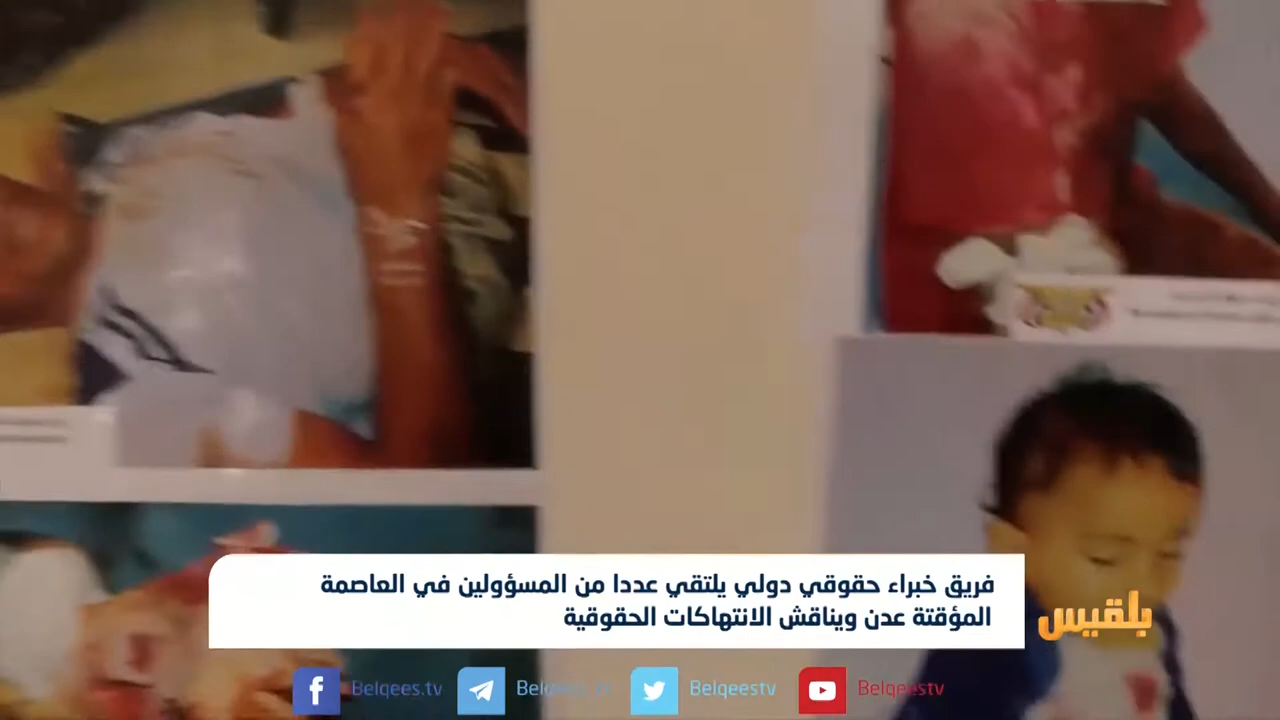 فريق خبراء حقوقي دولي يلتقي عددا من المسؤولين في العاصمة
المؤقتة عدن ويناقش الانتهاكات الحقوقية
بلقيس
Belqees.tv
Belqeestv
Belqeestv